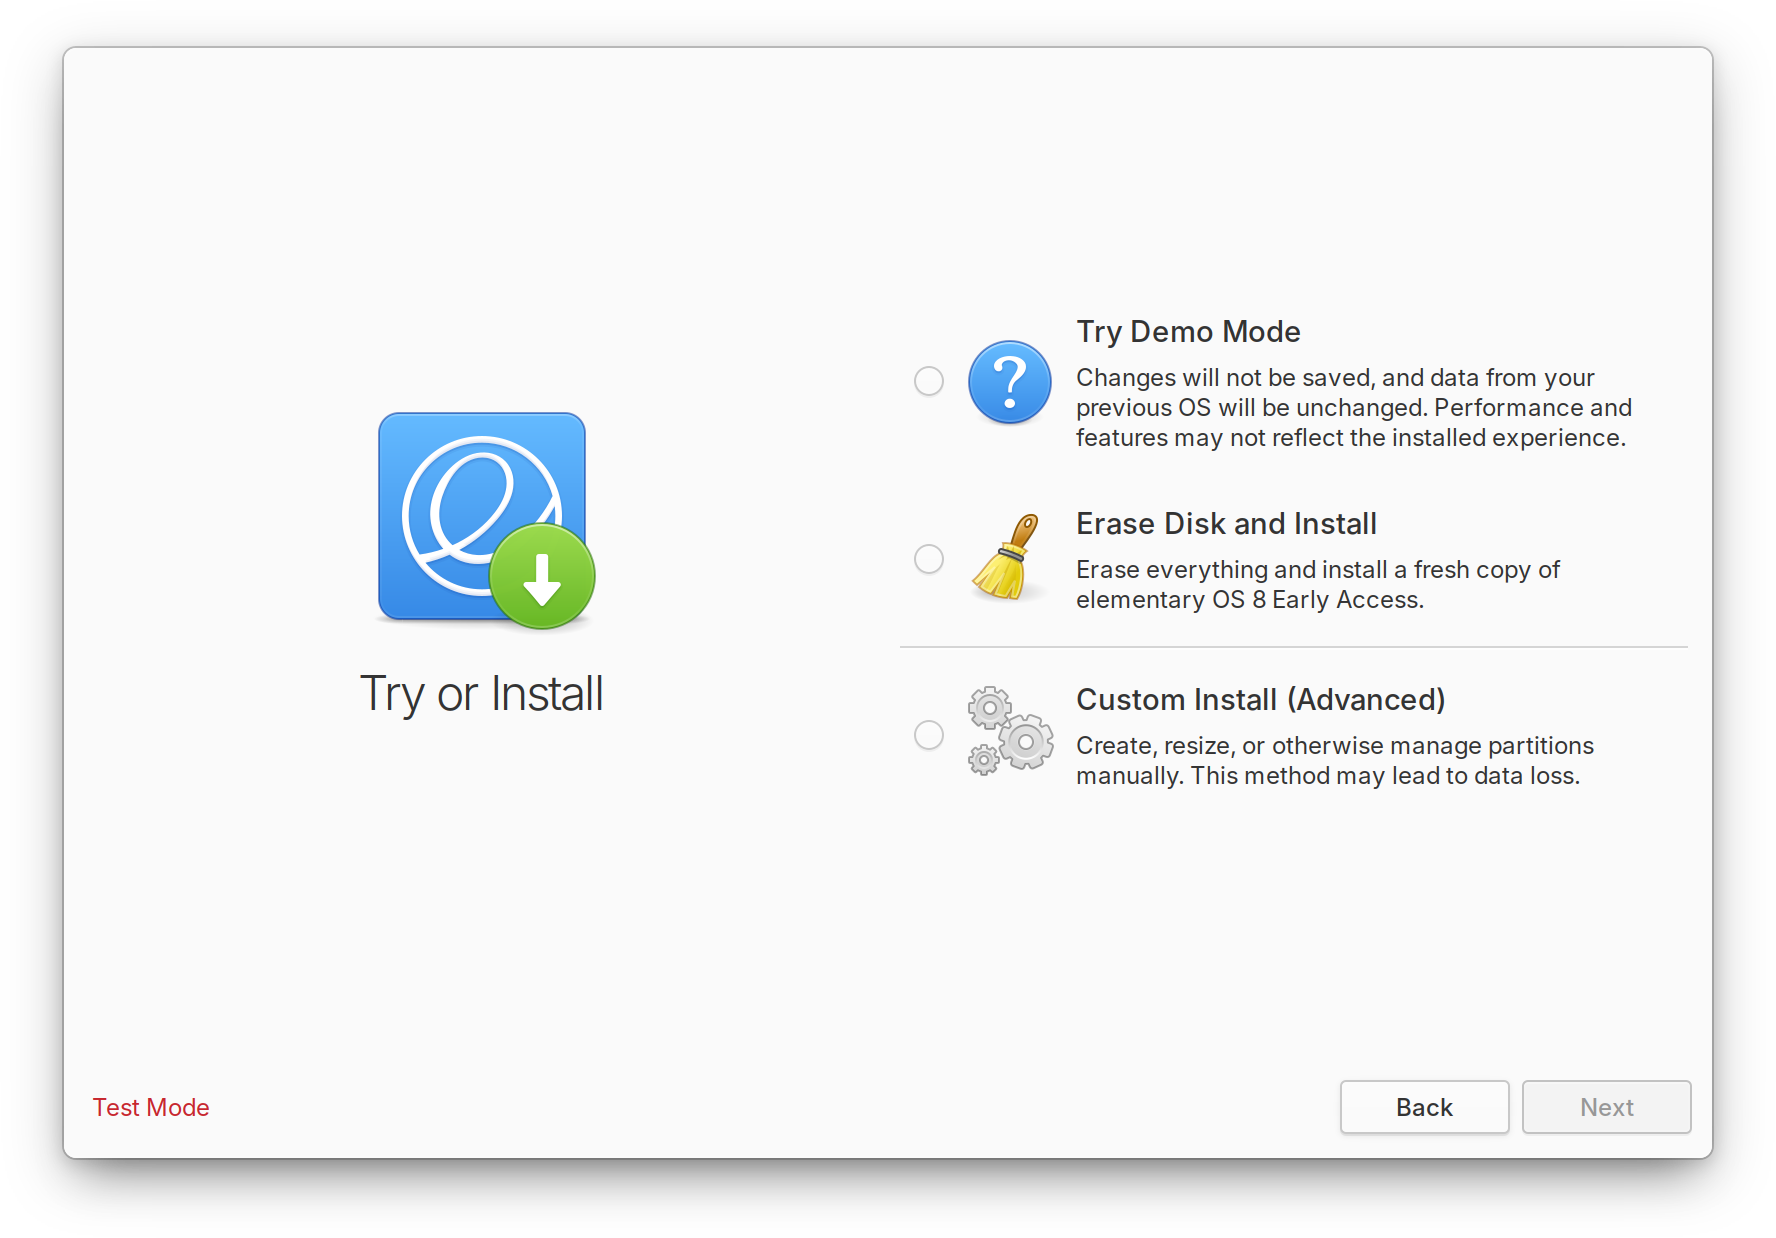 Try or Install
Try Demo Mode
Changes will not be saved, and data from your
previous OS will be unchanged. Performance and
features may not reflect the installed experience.
Erase Disk and Install
Erase everything and install a fresh copy of
elementary OS 8 Early Access.
Custom Install (Advanced)
Create, resize, or otherwise manage partitions
manually. This method may lead to data loss.
Test Mode
Back
Next